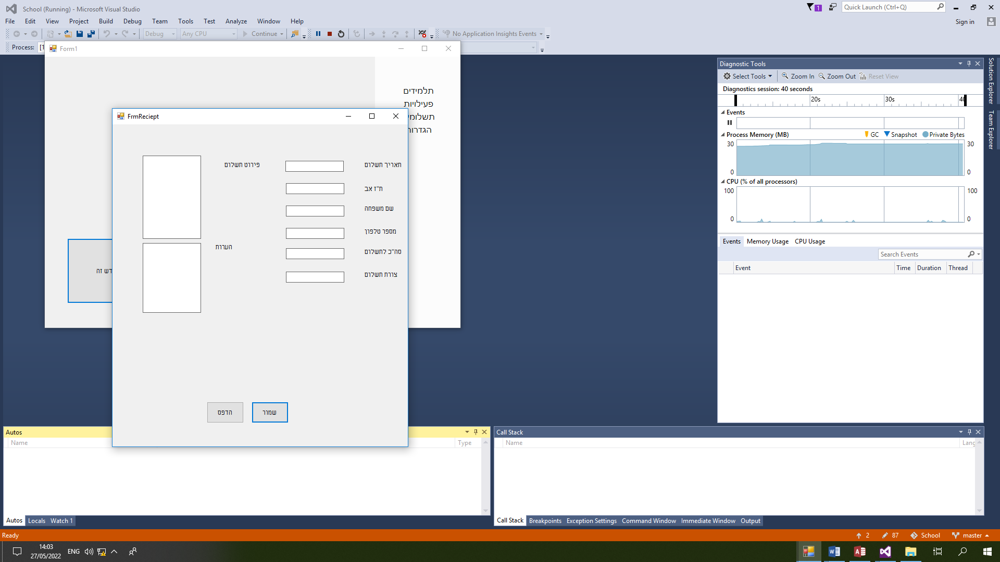 School (Running) - Microsoft Visual Studio
1
Quick Launch (Ctrl+Q)
File Edit View Project Build Debug Team Tools Test Analyze Window Help
Sign in
Debug Any CPU Continue No Application Insights Events
Process: [1
Form1
תלמידים
פעילויות
תשלומי
הגדרות
דש זה
FrmReciept
תאריך תשלום
פירוט תשלום
ת"ז אב
שם משפחה
מספר טלפון
הערות
סה"כ לתשלום
צורת תשלום
שמור
הדפס
Diagnostic Tools
Select Tools Zoom In Zoom Out Reset View
Diagnostics session: 40 seconds
20s 30s 40
Events
Process Memory (MB) GC Snapshot Private Bytes
30 30
0 0
CPU (% of all processors)
100 100
0 0
Events Memory Usage CPU Usage
Search Events
Event Time Duration Thread
Solution Explorer
Team Explorer
Autos
Name Type
Autos Locals Watch 1
Call Stack
Name Lang
Call Stack Breakpoints Exception Settings Command Window Immediate Window Output
Ready
2 87 School master
14:03
27/05/2022
ENG